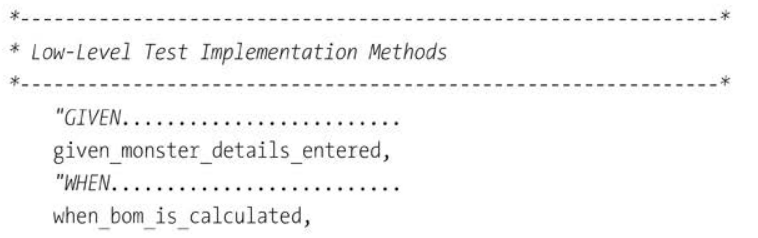 *--------------------------------------------------------------*
* Low-Level Test Implementation Methods
*--------------------------------------------------------------*
"GIVEN.........................
given_monster_details_entered,
"WHEN..........................
when_bom_is_calculated,